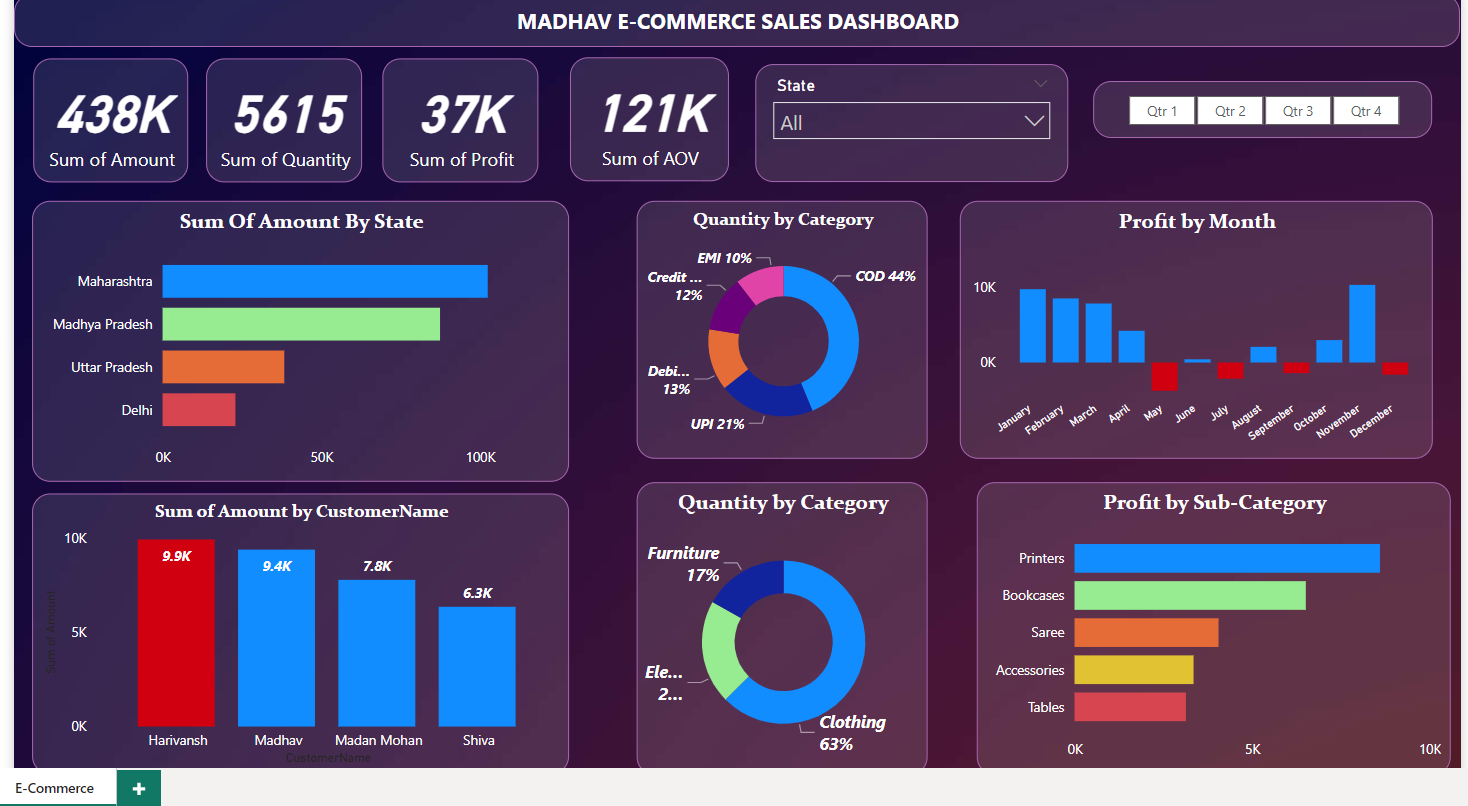 MADHAV E-COMMERCE SALES DASHBOARD
438K
Sum of Amount
5615
Sum of Quantity
37K
Sum of Profit
121K
Sum of AOV
State
All
Qtr 1
Qtr 2
Qtr 3
Qtr 4
Sum Of Amount By State
Maharashtra
Madhya Pradesh
Uttar Pradesh
Delhi
0K
50K
100K
Quantity by Category
EMI 10%
Credit ...
12%
COD 44%
Debi...
13%
UPI 21%
Profit by Month
10K
0K
January
February
March
April
May
June
July
August
September
October
November
December
Sum of Amount by CustomerName
Sum of Amount
10K
5K
0K
9.9K
9.4K
7.8K
6.3K
Harivansh
Madhav
Madan Mohan
Shiva
CustomerName
Quantity by Category
Furniture
17%
Ele...
2...
Clothing
63%
Profit by Sub-Category
Printers
Bookcases
Saree
Accessories
Tables
0K
5K
10K
E-Commerce
+